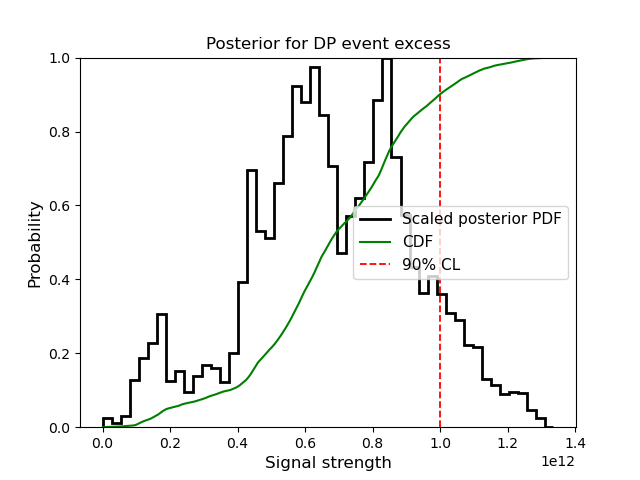 Posterior for DP event excess
1.0
0.8
0.6
0.4
0.2
0.0
Probability
Scaled posterior PDF
CDF
90% CL
0.0 0.2 0.4 0.6 0.8 1.0 1.2 1.4
1e12
Signal strength